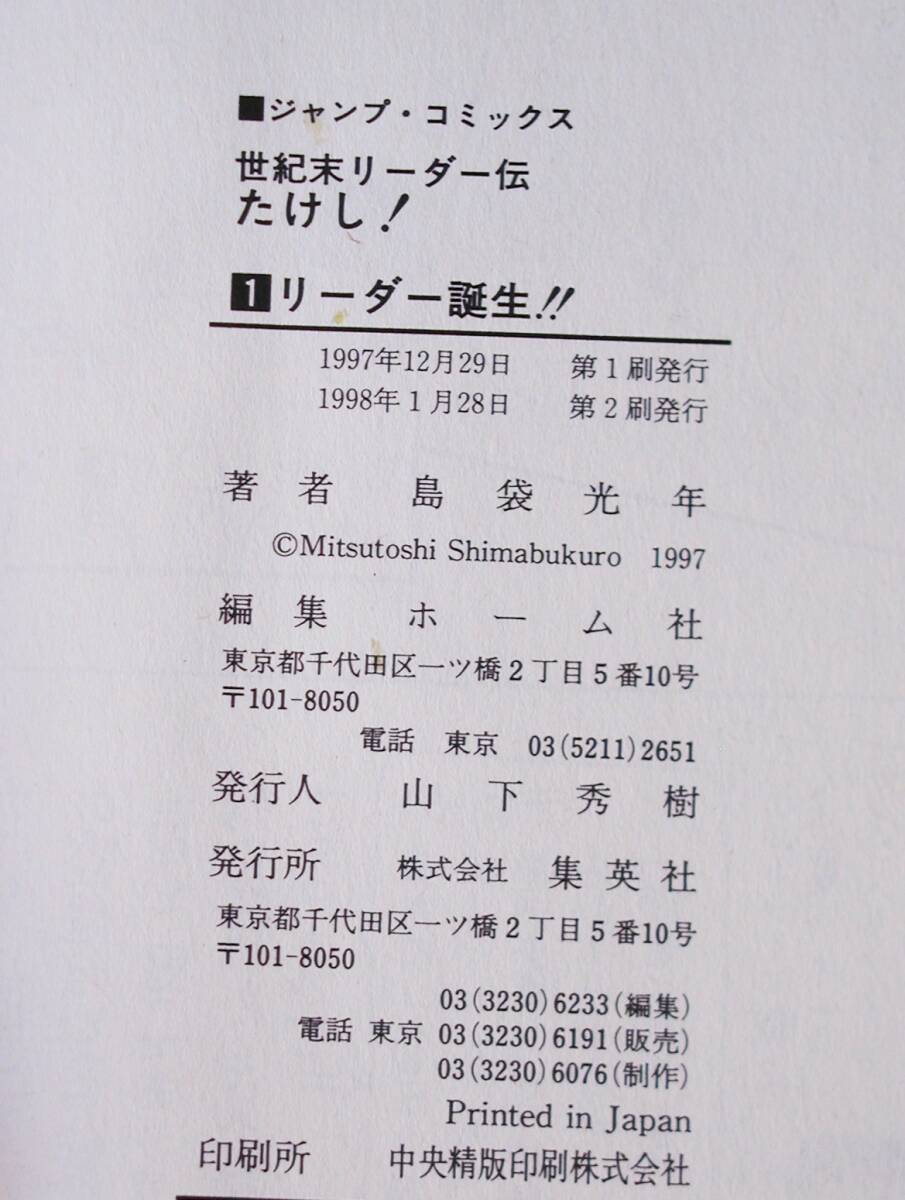 ■ジャンプ・コミックス
世紀末リーダー伝
たけし！
1リーダー誕生!!
1997年12月29日　第1刷発行
1998年1月28日　第2刷発行
著者　島袋光年
©Mitsutoshi Shimabukuro 1997
編集　ホーム社
東京都千代田区一ツ橋2丁目5番10号
〒101-8050
電話　東京　03(5211)2651
発行人　山下秀樹
発行所　株式会社　集英社
東京都千代田区一ツ橋2丁目5番10号
〒101-8050
03(3230)6233(編集)
電話　東京　03(3230)6191(販売)
03(3230)6076(制作)
Printed in Japan
印刷所　中央精版印刷株式会社